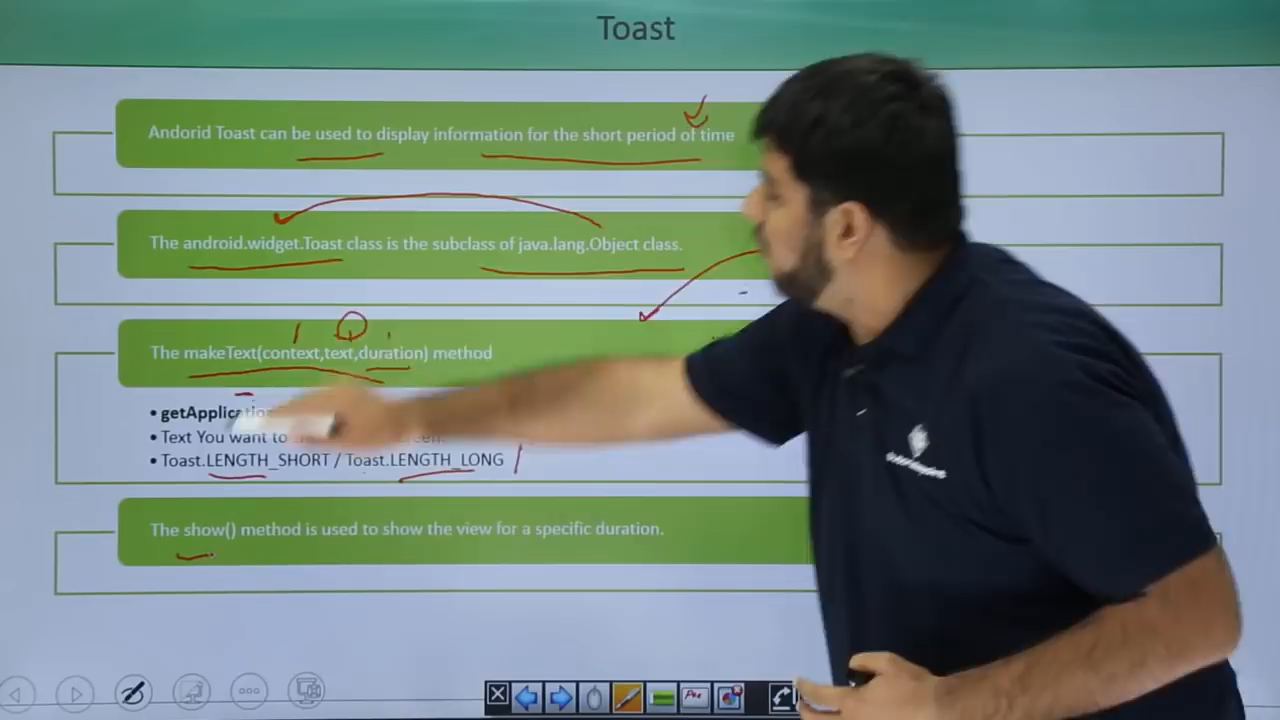 Toast
Andorid Toast can be used to display information for the short period of time
The android.widget.Toast class is the subclass of java.lang.Object class.
The makeText(context,text,duration) method
• getApplicatio
• Text You want to
• Toast.LENGTH_SHORT / Toast.LENGTH_LONG
The show() method is used to show the view for a specific duration.